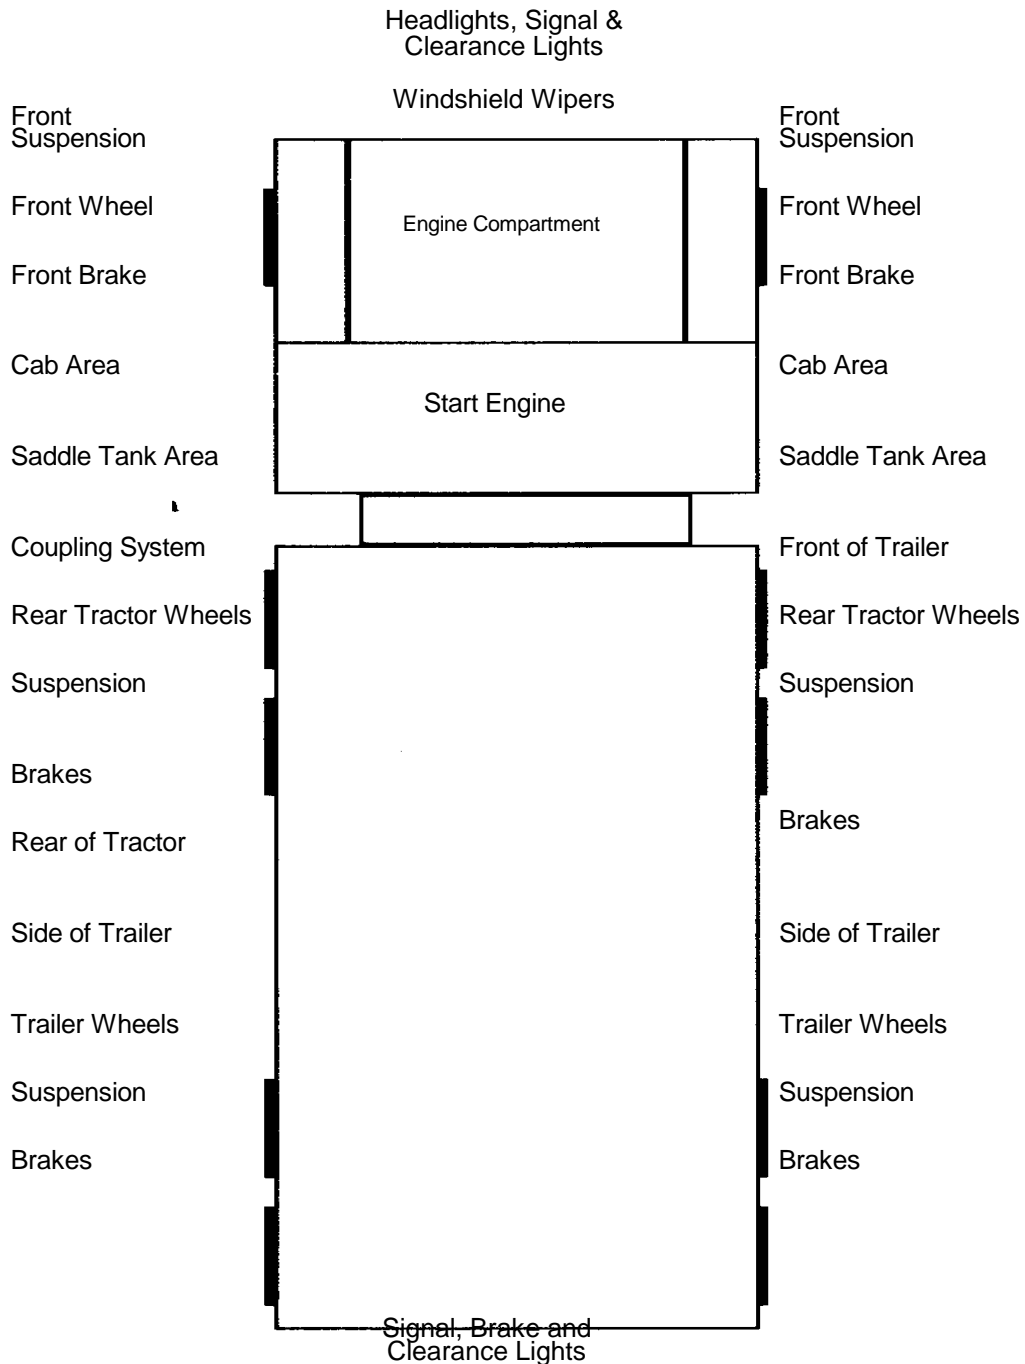 Headlights, Signal &
Clearance Lights
Windshield Wipers
Front
Suspension
Front Wheel
Front Brake
Cab Area
Saddle Tank Area
Coupling System
Rear Tractor Wheels
Suspension
Brakes
Rear of Tractor
Side of Trailer
Trailer Wheels
Suspension
Brakes
Engine Compartment
Start Engine
Front
Suspension
Front Wheel
Front Brake
Cab Area
Saddle Tank Area
Front of Trailer
Rear Tractor Wheels
Suspension
Brakes
Side of Trailer
Trailer Wheels
Suspension
Brakes
Signal, Brake and
Clearance Lights